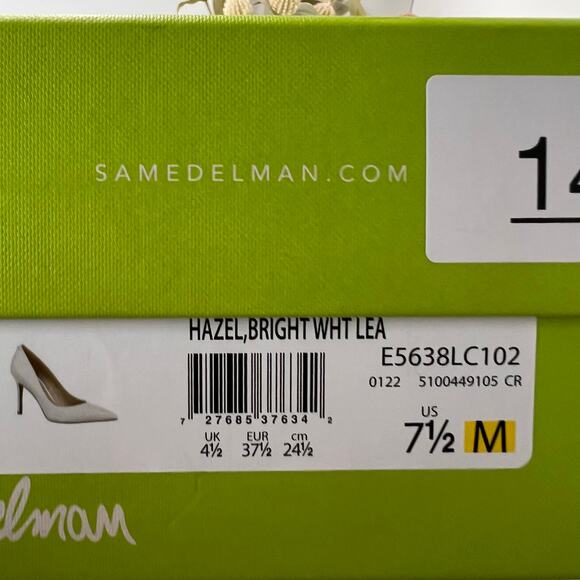 SAMEDELMAN.COM
14
HAZEL,BRIGHT WHT LEA
E5638LC102
0122 5100449105 CR
7 27685 37634 2
UK EUR cm
4½ 37½ 24½
US
7½ M
elman